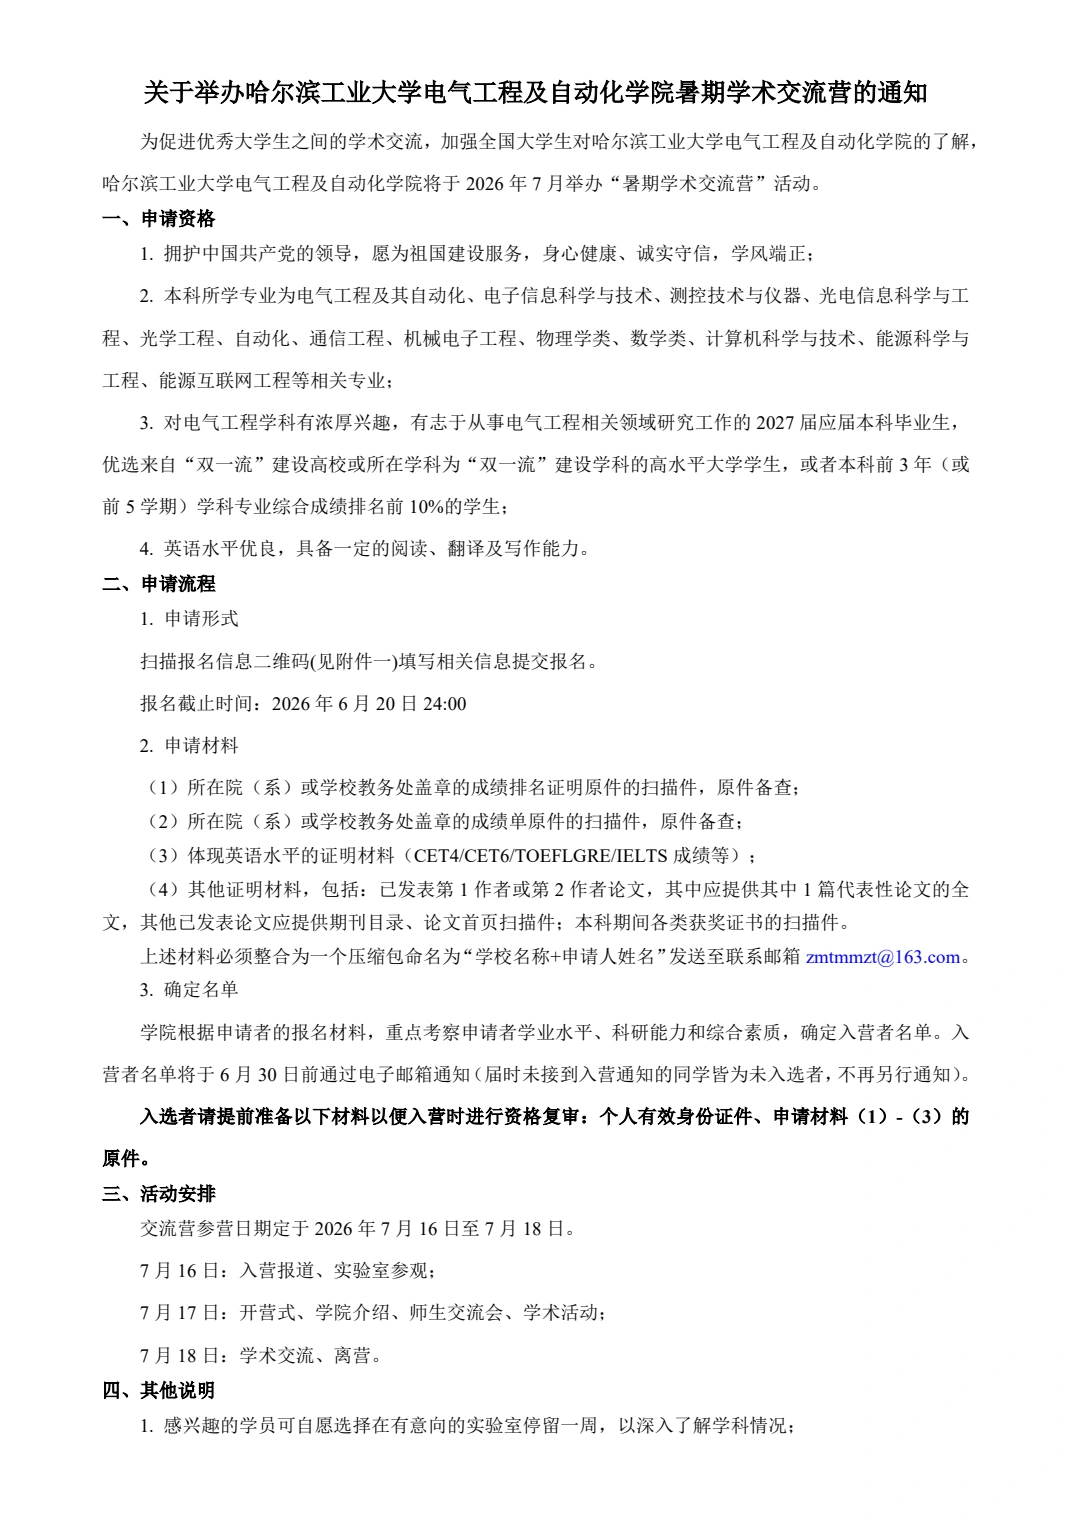 关于举办哈尔滨工业大学电气工程及自动化学院暑期学术交流营的通知
为促进优秀大学生之间的学术交流，加强全国大学生对哈尔滨工业大学电气工程及自动化学院的了解，
哈尔滨工业大学电气工程及自动化学院将于 2026 年 7 月举办“暑期学术交流营”活动。
一、申请资格
1. 拥护中国共产党的领导，愿为祖国建设服务，身心健康、诚实守信，学风端正；
2. 本科所学专业为电气工程及其自动化、电子信息科学与技术、测控技术与仪器、光电信息科学与工
程、光学工程、自动化、通信工程、机械电子工程、物理学类、数学类、计算机科学与技术、能源科学与
工程、能源互联网工程等相关专业；
3. 对电气工程学科有浓厚兴趣，有志于从事电气工程相关领域研究工作的 2027 届应届本科毕业生，
优选来自“双一流”建设高校或所在学科为“双一流”建设学科的高水平大学学生，或者本科前 3 年（或
前 5 学期）学科专业综合成绩排名前 10%的学生；
4. 英语水平优良，具备一定的阅读、翻译及写作能力。
二、申请流程
1. 申请形式
扫描报名信息二维码(见附件一)填写相关信息提交报名。
报名截止时间：2026 年 6 月 20 日 24:00
2. 申请材料
（1）所在院（系）或学校教务处盖章的成绩排名证明原件的扫描件，原件备查；
（2）所在院（系）或学校教务处盖章的成绩单原件的扫描件，原件备查；
（3）体现英语水平的证明材料（CET4/CET6/TOEFLGRE/IELTS 成绩等）；
（4）其他证明材料，包括：已发表第 1 作者或第 2 作者论文，其中应提供其中 1 篇代表性论文的全
文，其他已发表论文应提供期刊目录、论文首页扫描件；本科期间各类获奖证书的扫描件。
上述材料必须整合为一个压缩包命名为“学校名称+申请人姓名”发送至联系邮箱 zmtmmzt@163.com。
3. 确定名单
学院根据申请者的报名材料，重点考察申请者学业水平、科研能力和综合素质，确定入营者名单。入
营者名单将于 6 月 30 日前通过电子邮箱通知（届时未接到入营通知的同学皆为未入选者，不再另行通知）。
入选者请提前准备以下材料以便入营时进行资格复审：个人有效身份证件、申请材料（1）-（3）的
原件。
三、活动安排
交流营参营日期定于 2026 年 7 月 16 日至 7 月 18 日。
7 月 16 日：入营报道、实验室参观；
7 月 17 日：开营式、学院介绍、师生交流会、学术活动；
7 月 18 日：学术交流、离营。
四、其他说明
1. 感兴趣的学员可自愿选择在有意向的实验室停留一周，以深入了解学科情况；